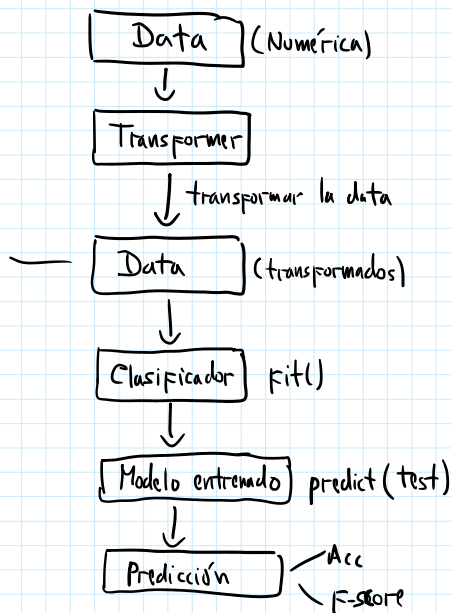 Data (Numérica)
Transformer
transformar la data
Data (transformados)
Clasificador fit()
Modelo entrenado predict(test)
Predicción Acc
F-score